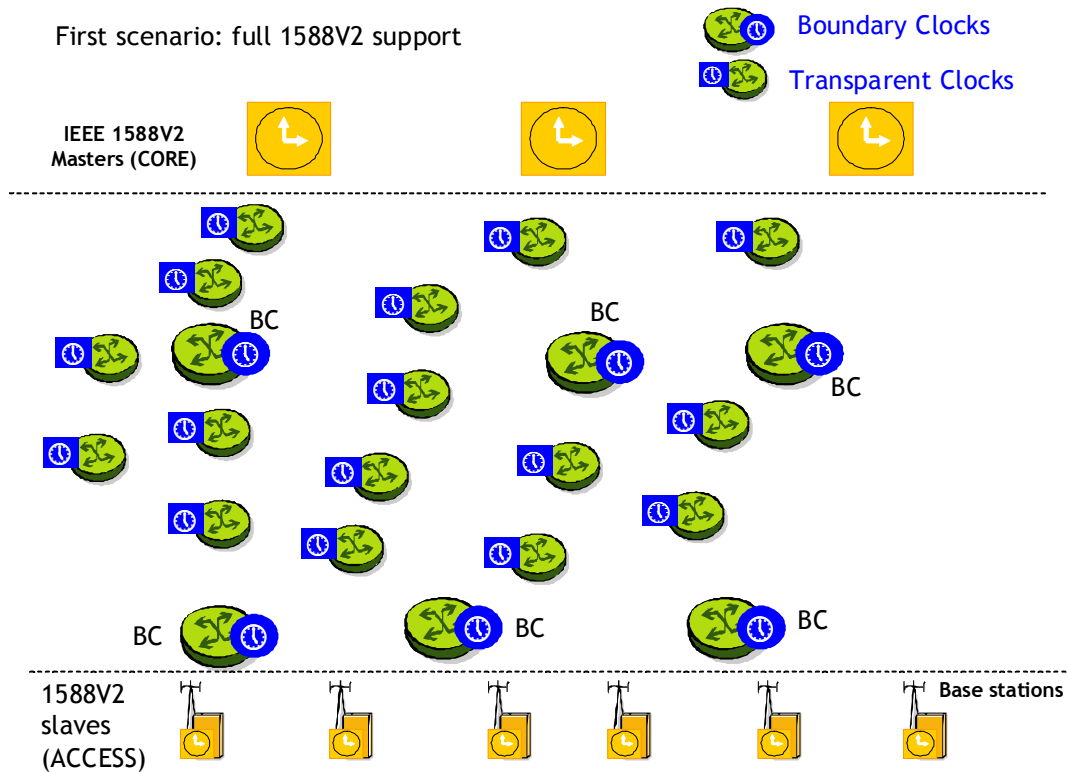 First scenario: full 1588V2 support
Boundary Clocks
Transparent Clocks
IEEE 1588V2
Masters (CORE)
BC
BC
BC
BC
BC
BC
1588V2
slaves
(ACCESS)
Base stations